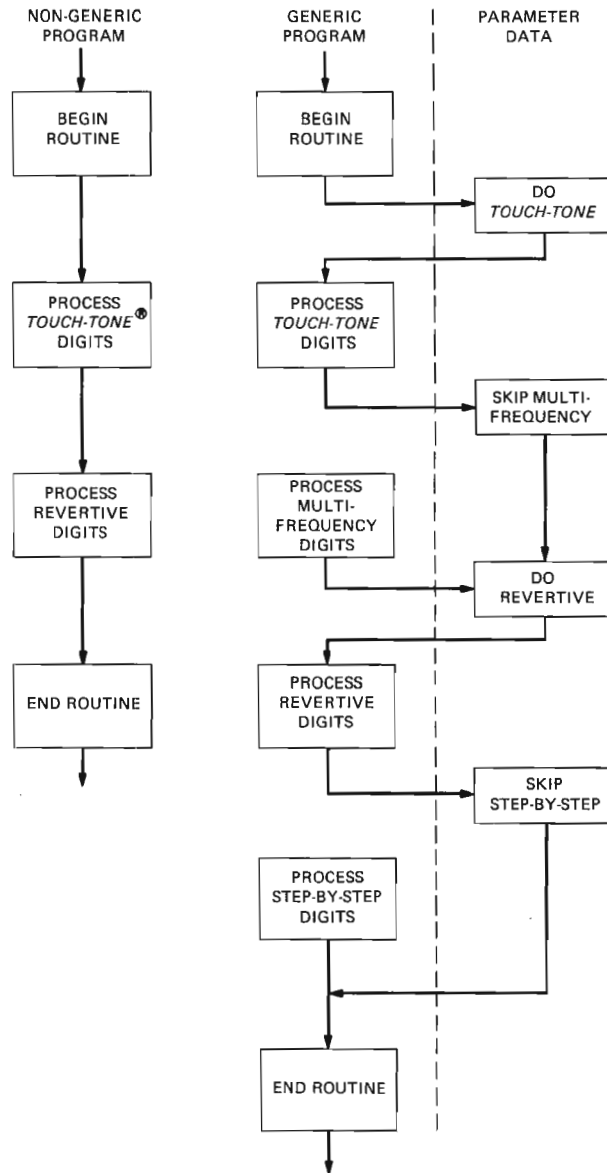 NON-GENERIC
PROGRAM
BEGIN
ROUTINE
PROCESS
TOUCH-TONE®
DIGITS
PROCESS
REVERTIVE
DIGITS
END ROUTINE
GENERIC
PROGRAM
BEGIN
ROUTINE
PROCESS
TOUCH-TONE
DIGITS
PROCESS
MULTI-
FREQUENCY
DIGITS
PROCESS
REVERTIVE
DIGITS
PROCESS
STEP-BY-STEP
DIGITS
END ROUTINE
PARAMETER
DATA
DO
TOUCH-TONE
SKIP MULTI-
FREQUENCY
DO
REVERTIVE
SKIP
STEP-BY-STEP